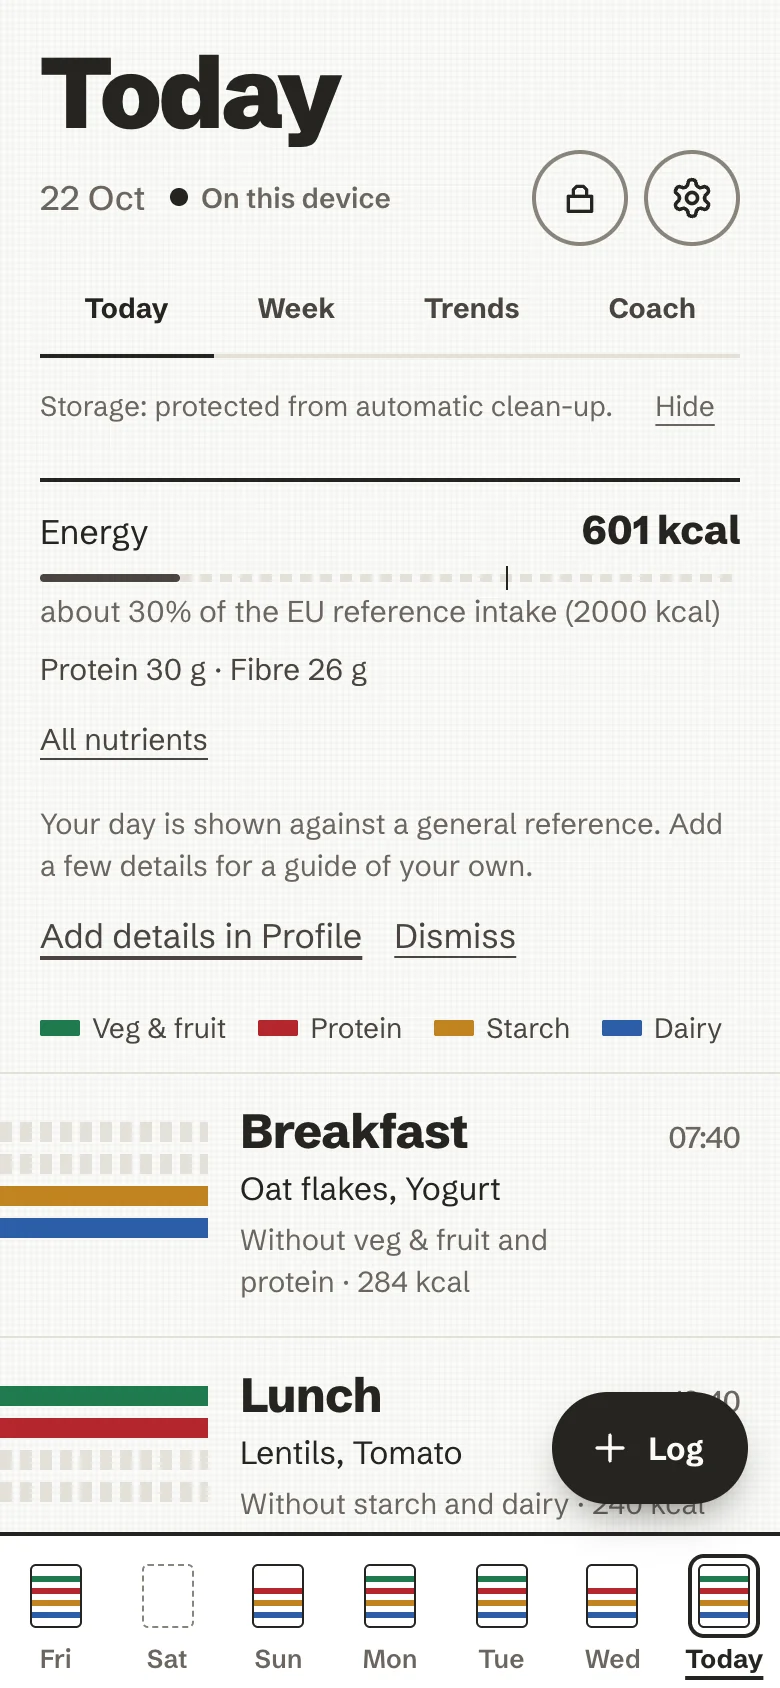 Today
22 Oct On this device
Today Week Trends Coach
Storage: protected from automatic clean-up. Hide
Energy 601 kcal
about 30% of the EU reference intake (2000 kcal)
Protein 30 g · Fibre 26 g
All nutrients
Your day is shown against a general reference. Add
a few details for a guide of your own.
Add details in Profile Dismiss
Veg & fruit Protein Starch Dairy
Breakfast 07:40
Oat flakes, Yogurt
Without veg & fruit and
protein · 284 kcal
Lunch
Lentils, Tomato
Log
Without starch and dairy · 240 kcal
Fri Sat Sun Mon Tue Wed Today